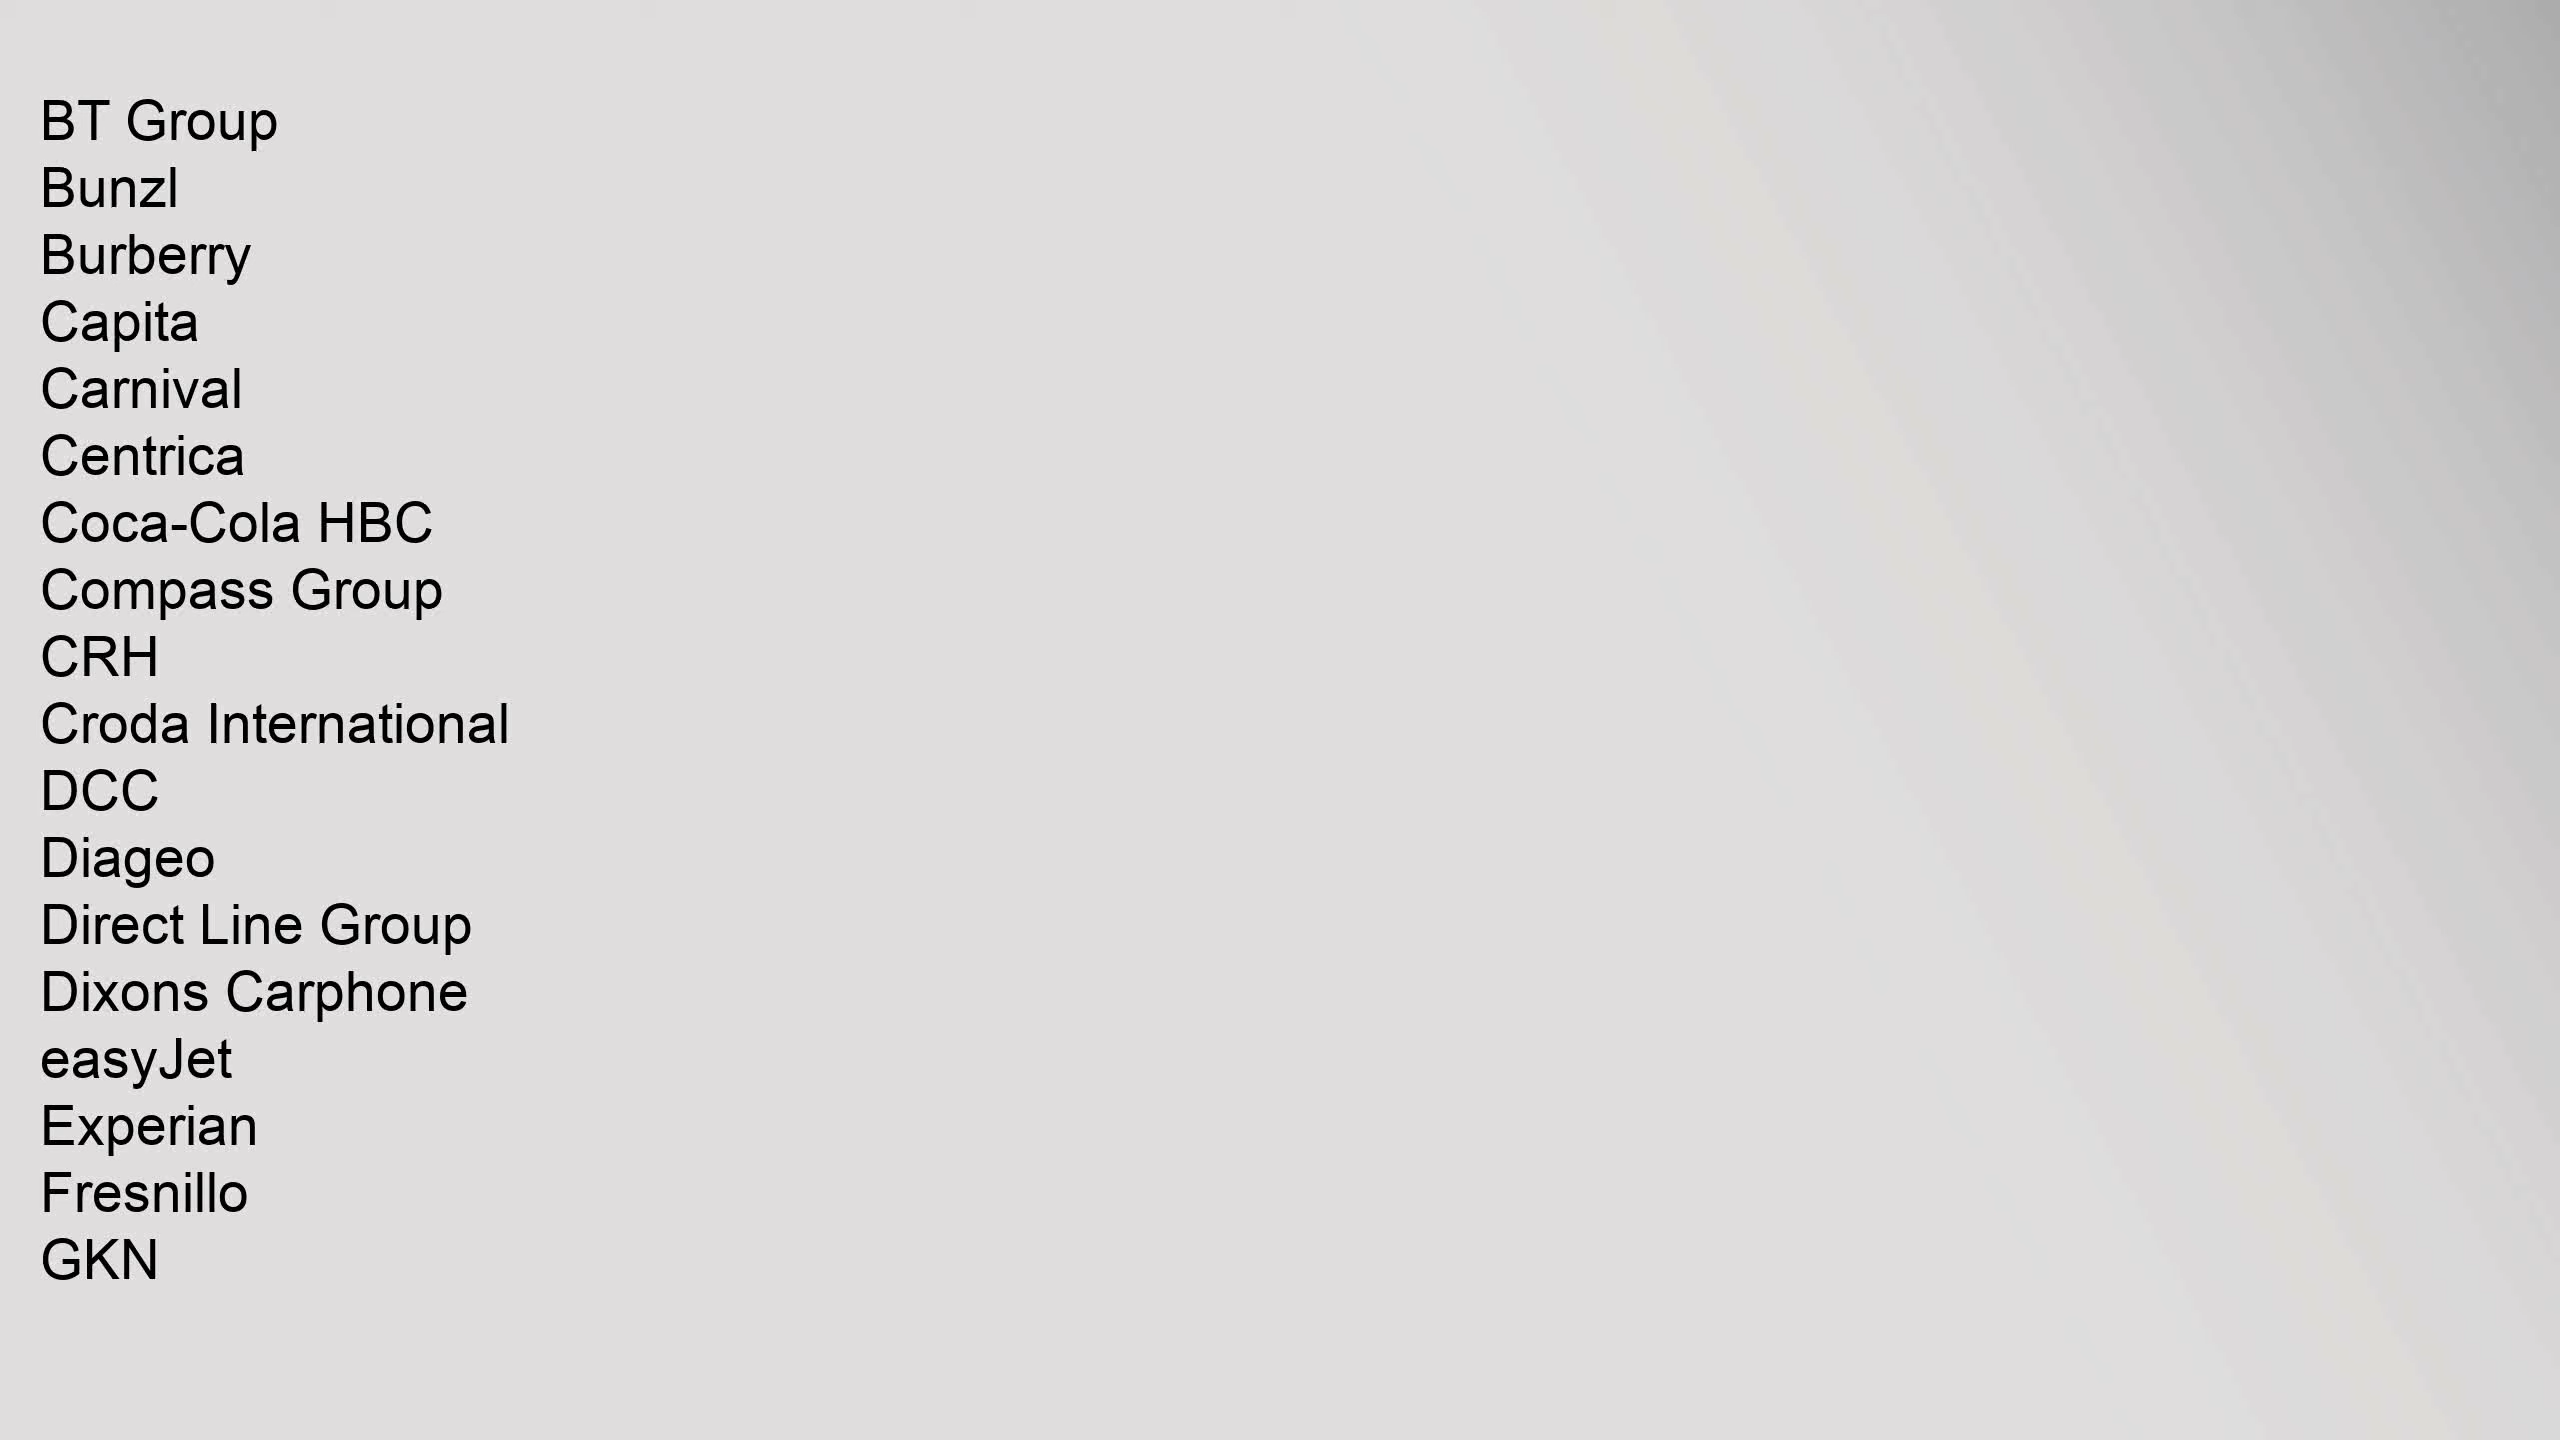 BT Group
Bunzl
Burberry
Capita
Carnival
Centrica
Coca-Cola HBC
Compass Group
CRH
Croda International
DCC
Diageo
Direct Line Group
Dixons Carphone
easyJet
Experian
Fresnillo
GKN